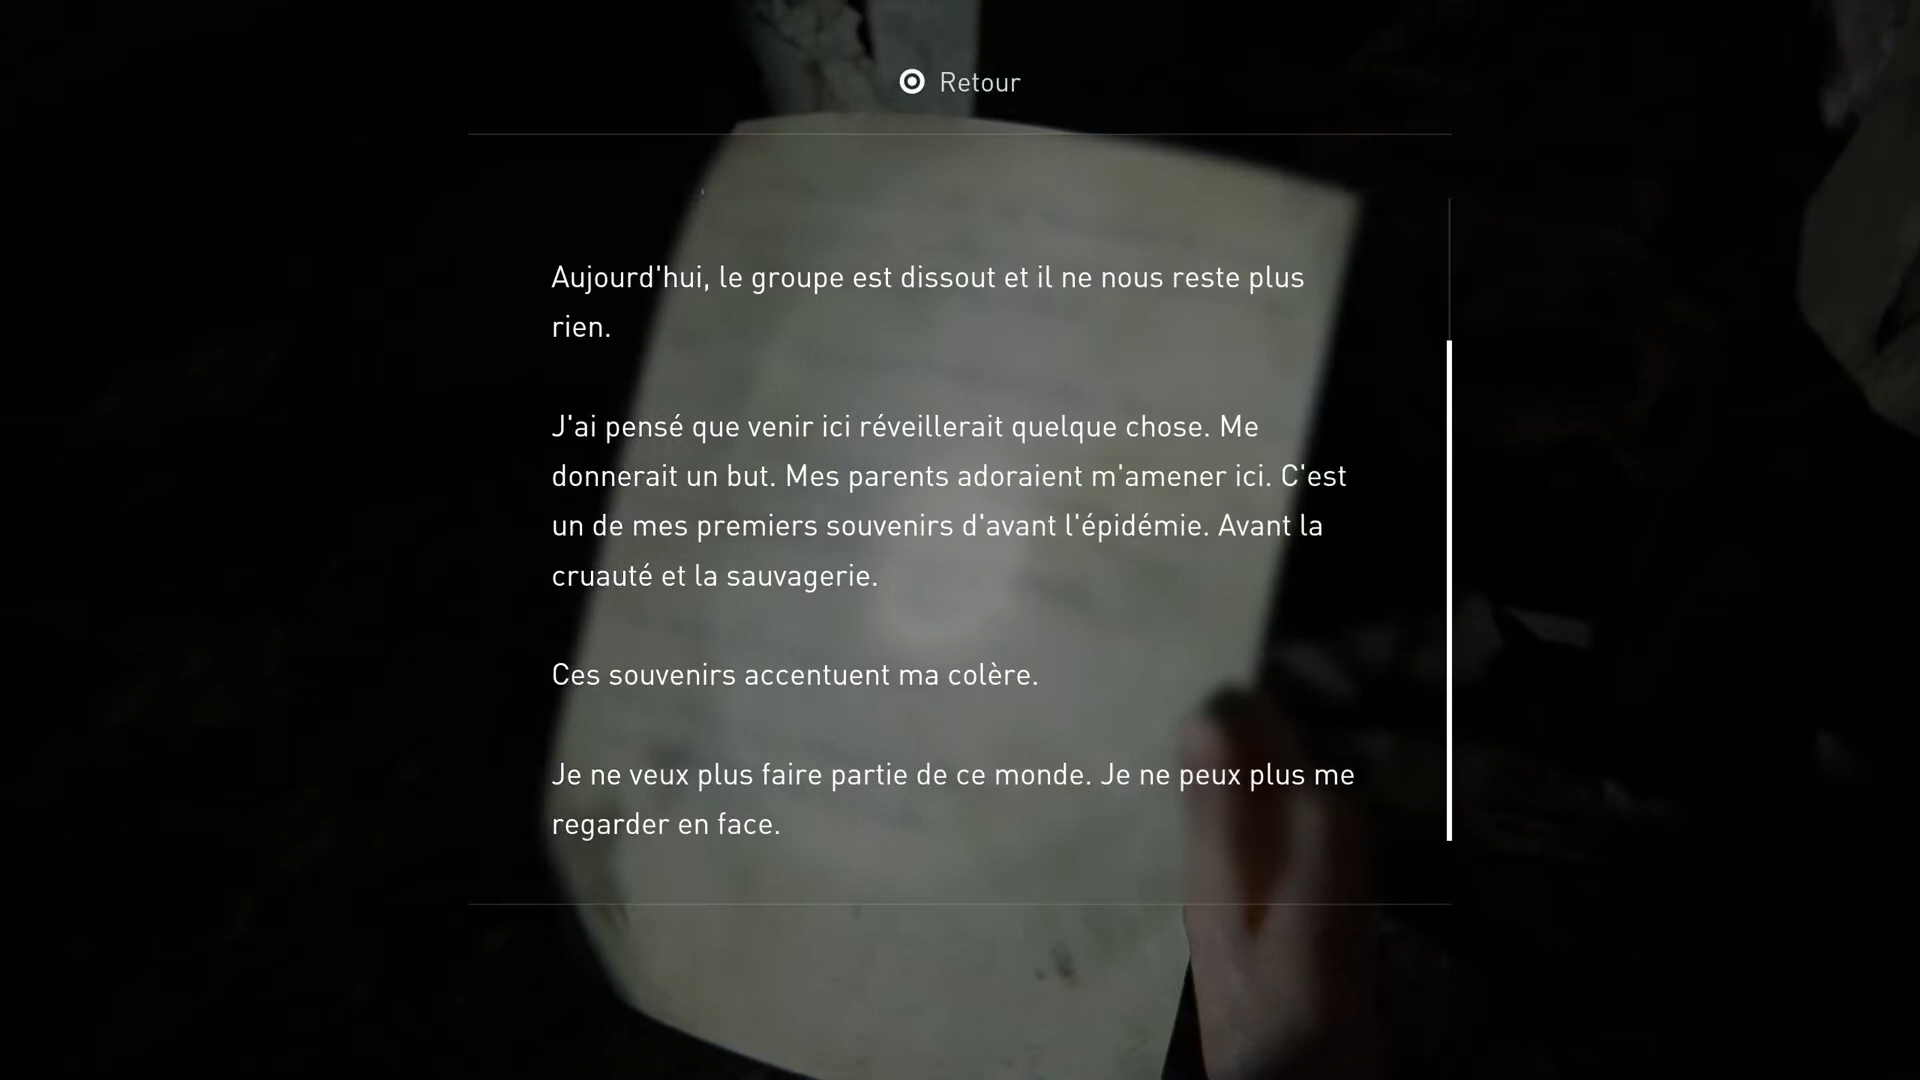 Retour
Aujourd'hui, le groupe est dissout et il ne nous reste plus
rien.
J'ai pensé que venir ici réveillerait quelque chose. Me
donnerait un but. Mes parents adoraient m'amener ici. C'est
un de mes premiers souvenirs d'avant l'épidémie. Avant la
cruauté et la sauvagerie.
Ces souvenirs accentuent ma colère.
Je ne veux plus faire partie de ce monde. Je ne peux plus me
regarder en face.